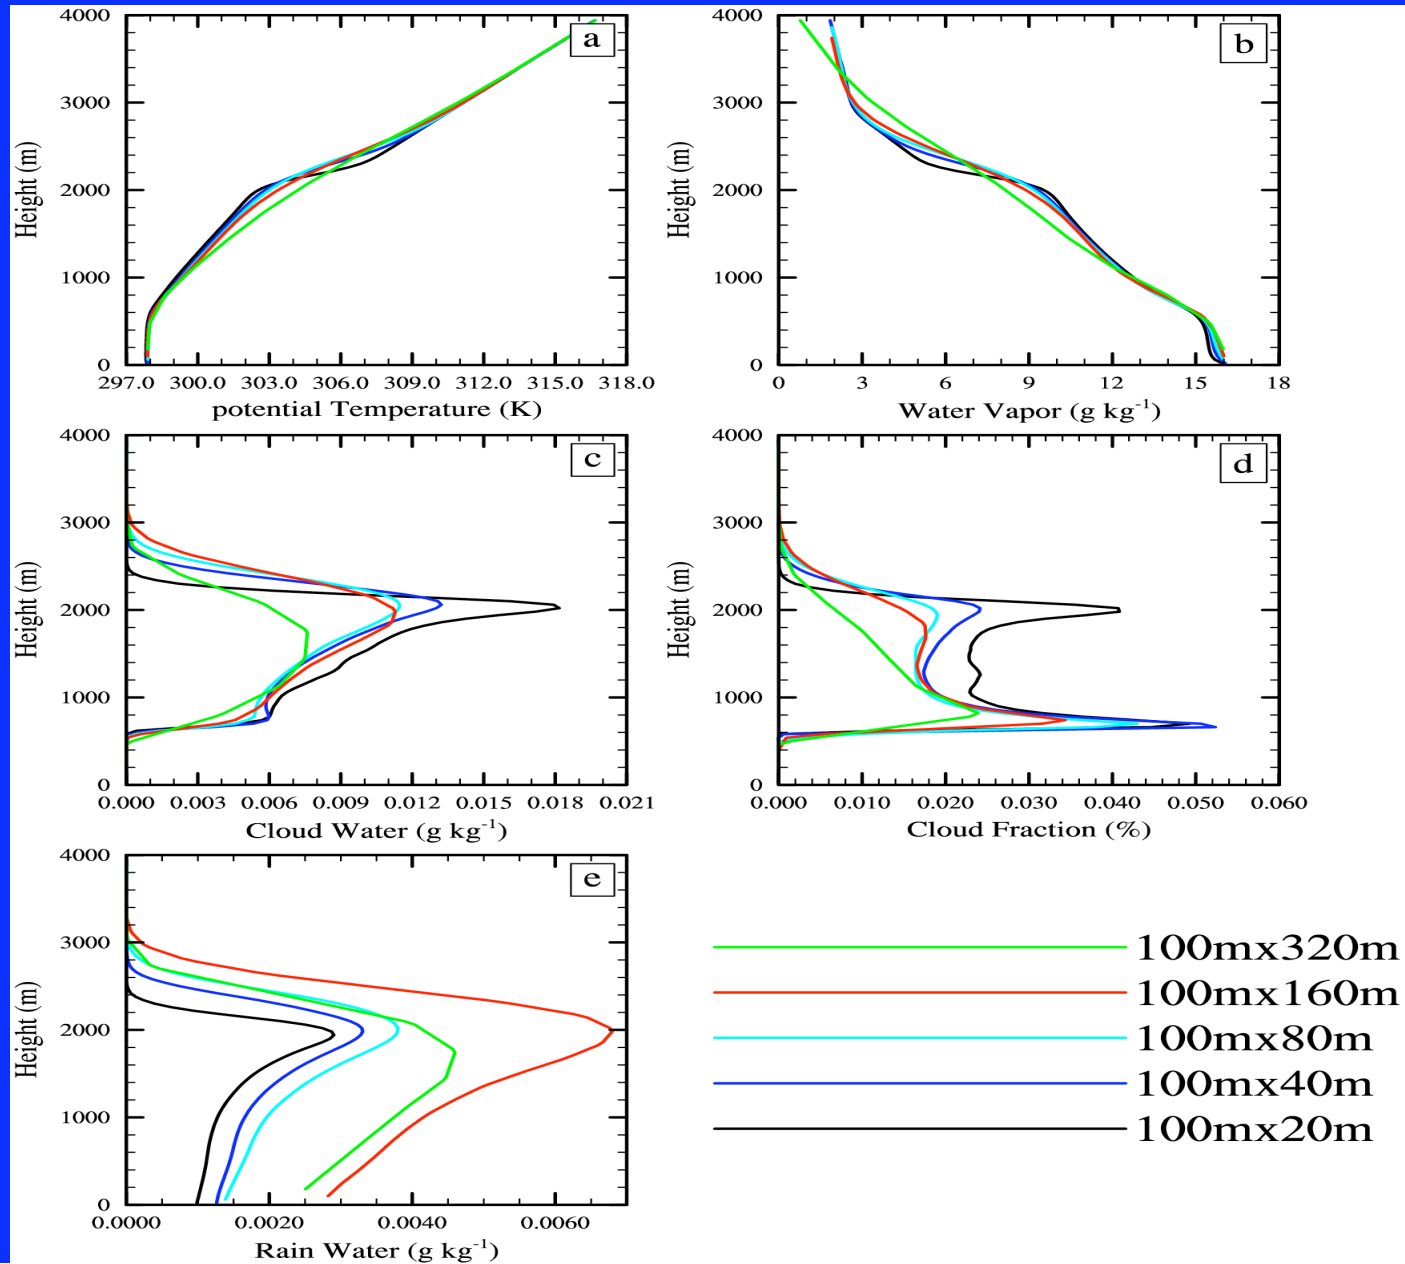 4000
3000
2000
1000
0
Height (m)
a
297.0 300.0 303.0 306.0 309.0 312.0 315.0 318.0
potential Temperature (K)
4000
3000
2000
1000
0
Height (m)
b
0 3 6 9 12 15 18
Water Vapor (g kg⁻¹)
4000
3000
2000
1000
0
Height (m)
c
0.000 0.003 0.006 0.009 0.012 0.015 0.018 0.021
Cloud Water (g kg⁻¹)
4000
3000
2000
1000
0
Height (m)
d
0.000 0.010 0.020 0.030 0.040 0.050 0.060
Cloud Fraction (%)
4000
3000
2000
1000
0
Height (m)
e
0.0000 0.0020 0.0040 0.0060
Rain Water (g kg⁻¹)
100mx320m
100mx160m
100mx80m
100mx40m
100mx20m